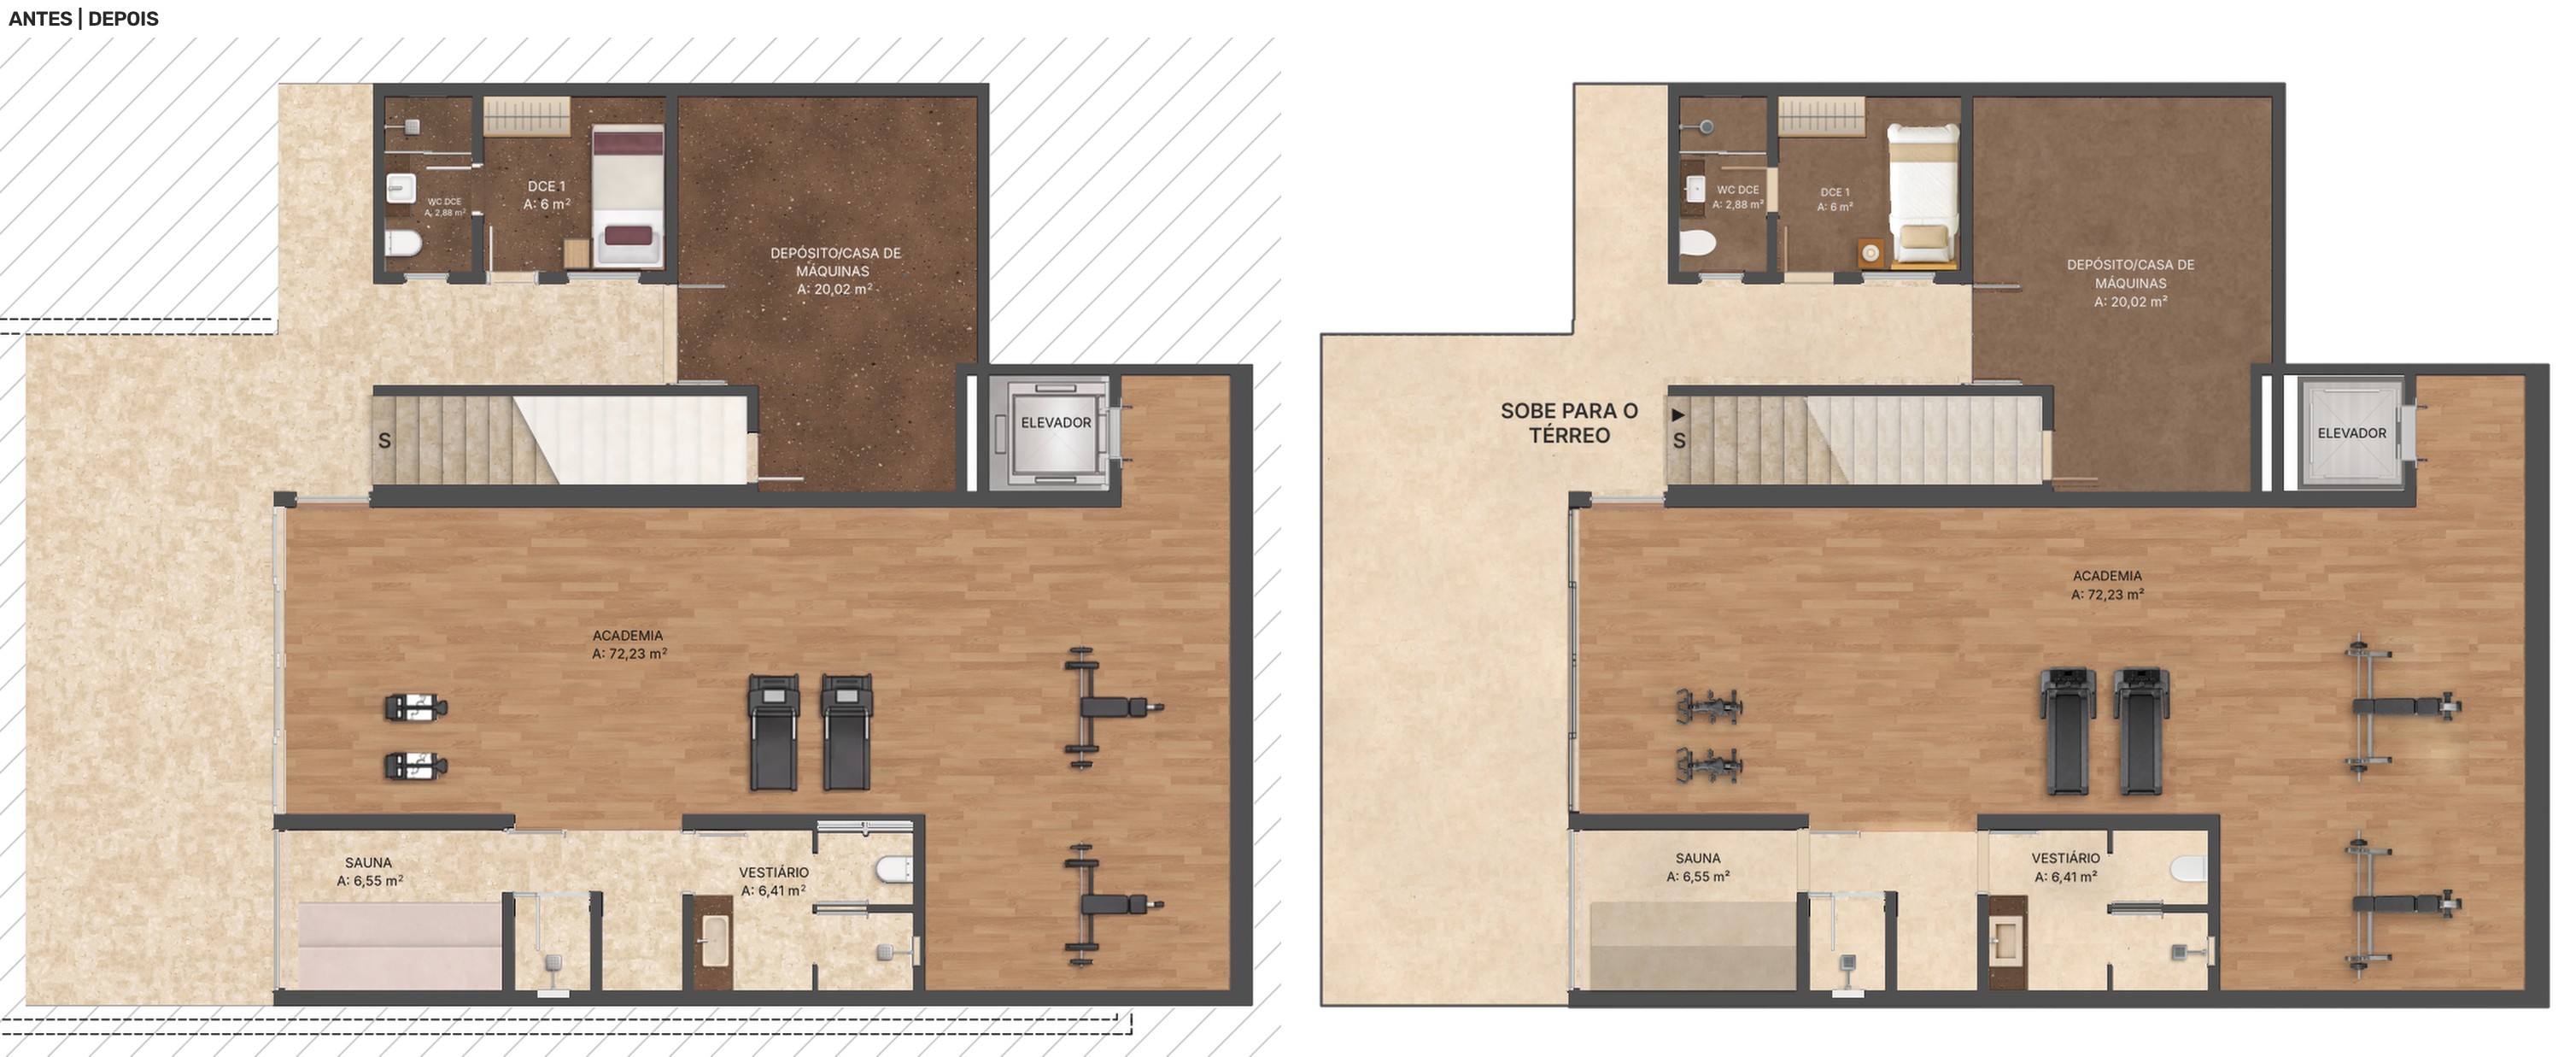 ANTES | DEPOIS
WC DCE
A, 2,88 m²
DCE 1
A: 6 m²
DEPÓSITO/CASA DE
MÁQUINAS
A: 20,02 m²
S
ELEVADOR
ACADEMIA
A: 72,23 m²
SAUNA
A: 6,55 m²
VESTIÁRIO
A: 6,41 m²
WC DCE
A: 2,88 m²
DCE 1
A: 6 m²
DEPÓSITO/CASA DE
MÁQUINAS
A: 20,02 m²
SOBE PARA O
TÉRREO
S
ELEVADOR
ACADEMIA
A: 72,23 m²
SAUNA
A: 6,55 m²
VESTIÁRIO
A: 6,41 m²